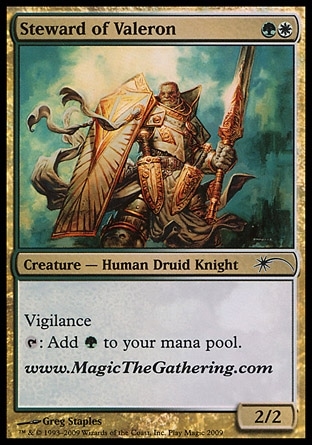 Steward of Valeron
Creature — Human Druid Knight
Vigilance
: Add to your mana pool.
www.MagicTheGathering.com
Greg Staples
2/2
™ & © 1993–2009 Wizards of the Coast, Inc. Play Magic 2009